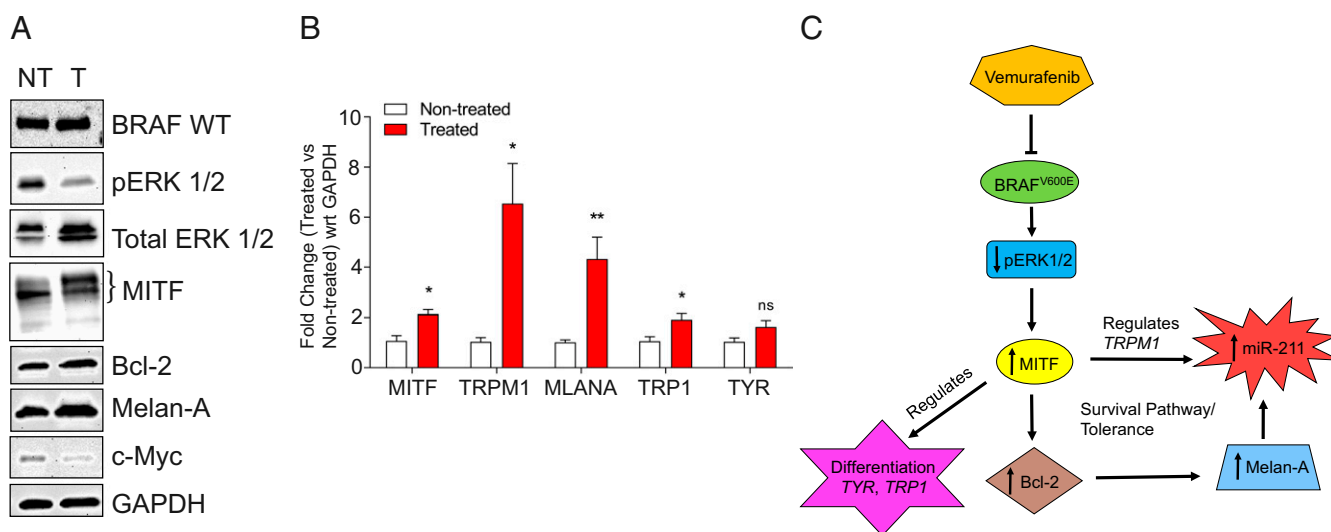 A
NT T
BRAF WT
pERK 1/2
Total ERK 1/2
} MITF
Bcl-2
Melan-A
c-Myc
GAPDH
B
Fold Change (Treated vs
Non-treated) wrt GAPDH
Non-treated
Treated
10
8
6
4
2
0
*
*
**
*
ns
MITF TRPM1 MLANA TRP1 TYR
C
Vemurafenib
BRAFV600E
↓pERK1/2
↑MITF
Regulates
TRPM1
↑miR-211
Regulates
Survival Pathway/
Tolerance
Differentiation
TYR, TRP1
↑Bcl-2
↑Melan-A